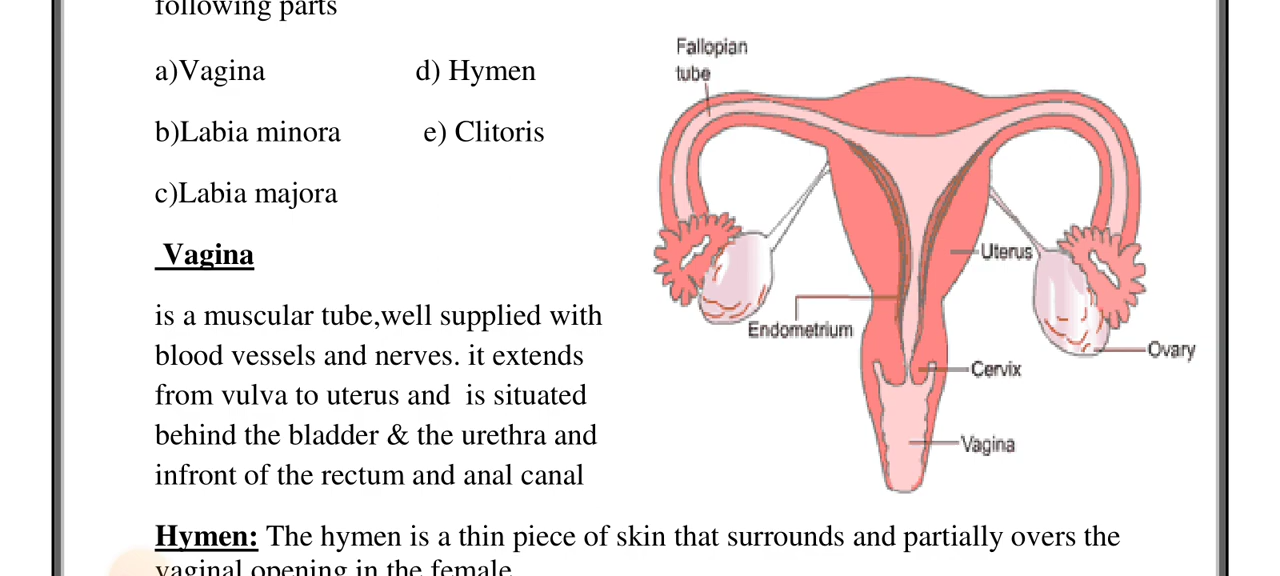 following parts
a)Vagina
d) Hymen
b)Labia minora
e) Clitoris
c)Labia majora
Vagina
is a muscular tube,well supplied with
blood vessels and nerves. it extends
from vulva to uterus and  is situated
behind the bladder & the urethra and
infront of the rectum and anal canal
Fallopian
tube
Uterus
Endometrium
Ovary
Cervix
Vagina
Hymen: The hymen is a thin piece of skin that surrounds and partially overs the
vaginal opening in the female